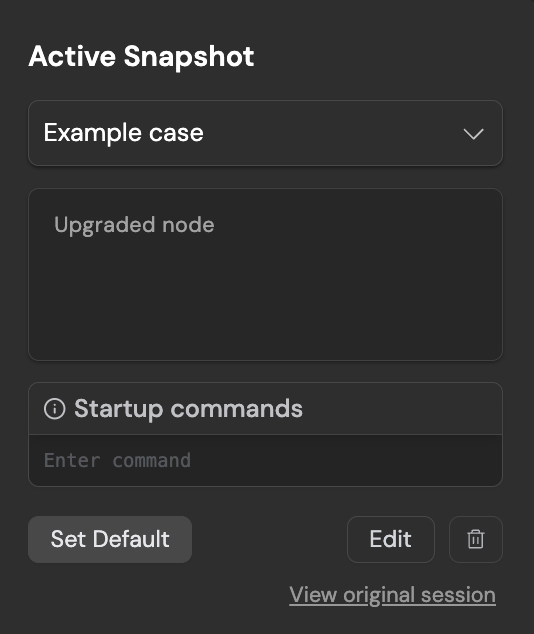 Active Snapshot
Example case
Upgraded node
Startup commands
Enter command
Set Default
Edit
View original session